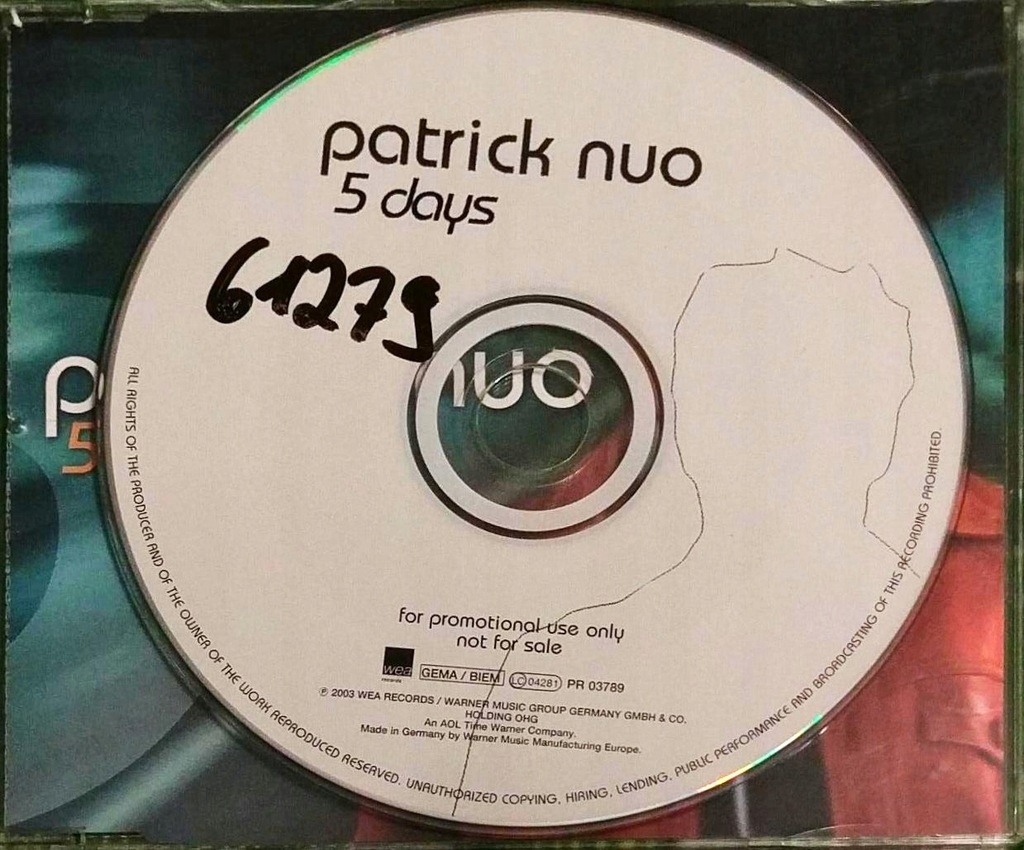 patrick nuo
5 days
61279
nuo
p
5
for promotional use only
not for sale
wea
records
GEMA / BIEM LC 04281 PR 03789
℗ 2003 WEA RECORDS / WARNER MUSIC GROUP GERMANY GMBH & CO.
HOLDING OHG
An AOL Time Warner Company.
Made in Germany by Warner Music Manufacturing Europe.
ALL RIGHTS OF THE PRODUCER AND OF THE OWNER OF THE WORK REPRODUCED RESERVED. UNAUTHORIZED COPYING, HIRING, LENDING, PUBLIC PERFORMANCE AND BROADCASTING OF THIS RECORDING PROHIBITED.